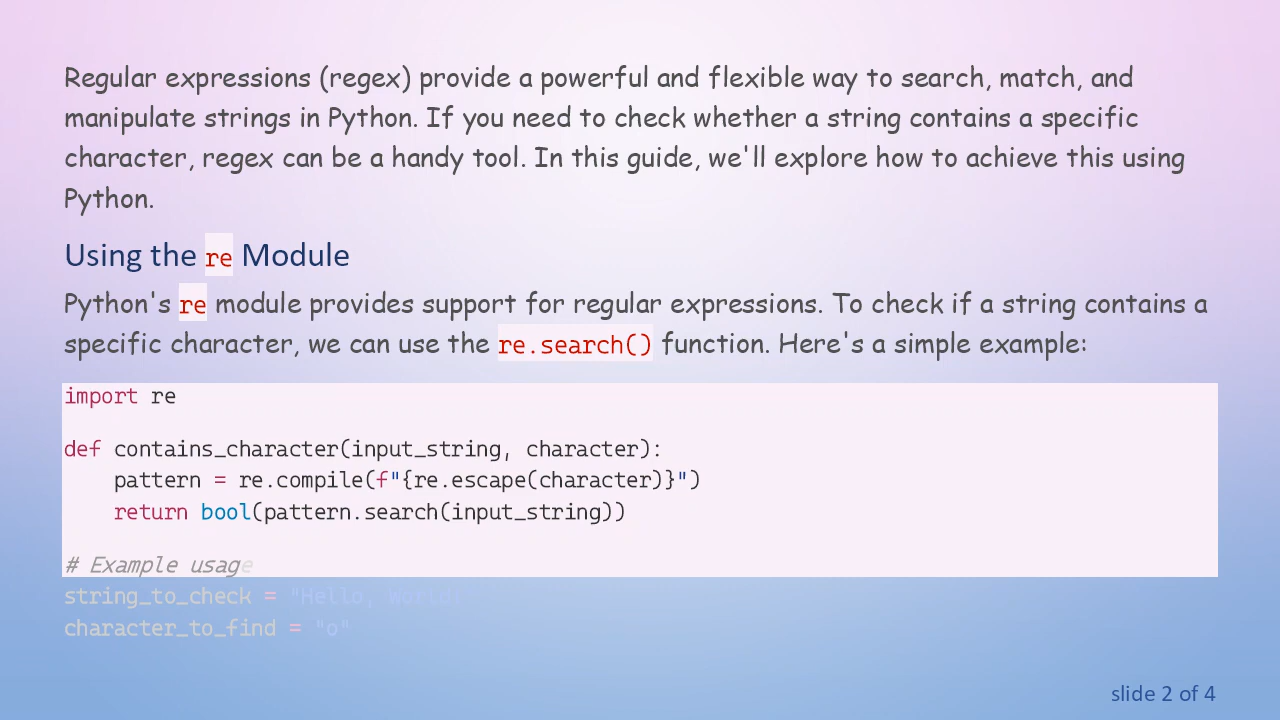 Regular expressions (regex) provide a powerful and flexible way to search, match, and
manipulate strings in Python. If you need to check whether a string contains a specific
character, regex can be a handy tool. In this guide, we'll explore how to achieve this using
Python.
Using the re Module
Python's re module provides support for regular expressions. To check if a string contains a
specific character, we can use the re.search() function. Here's a simple example:
import re
def contains_character(input_string, character):
    pattern = re.compile(f"{re.escape(character)}")
    return bool(pattern.search(input_string))
# Example usage
string_to_check = "Hello, World!
character_to_find = "o"
slide 2 of 4